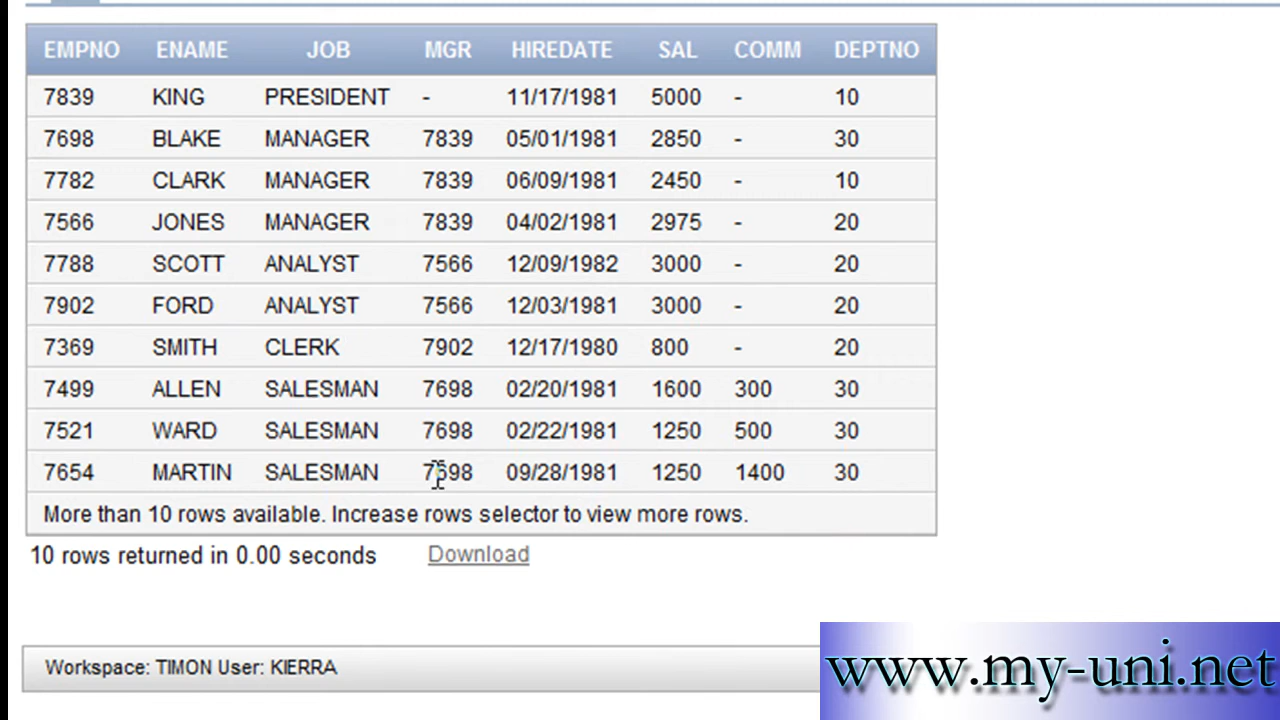 EMPNO ENAME JOB MGR HIREDATE SAL COMM DEPTNO
7839 KING PRESIDENT - 11/17/1981 5000 - 10
7698 BLAKE MANAGER 7839 05/01/1981 2850 - 30
7782 CLARK MANAGER 7839 06/09/1981 2450 - 10
7566 JONES MANAGER 7839 04/02/1981 2975 - 20
7788 SCOTT ANALYST 7566 12/09/1982 3000 - 20
7902 FORD ANALYST 7566 12/03/1981 3000 - 20
7369 SMITH CLERK 7902 12/17/1980 800 - 20
7499 ALLEN SALESMAN 7698 02/20/1981 1600 300 30
7521 WARD SALESMAN 7698 02/22/1981 1250 500 30
7654 MARTIN SALESMAN 7698 09/28/1981 1250 1400 30
More than 10 rows available. Increase rows selector to view more rows.
10 rows returned in 0.00 seconds Download
Workspace: TIMON User: KIERRA
www.my-uni.net